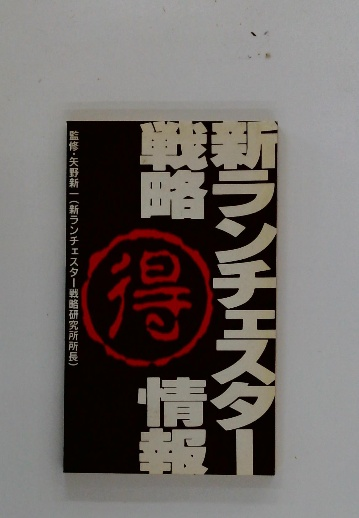 新ランチェスター
戦略
得
情報
監修・矢野新一(新ランチェスター戦略研究所所長)